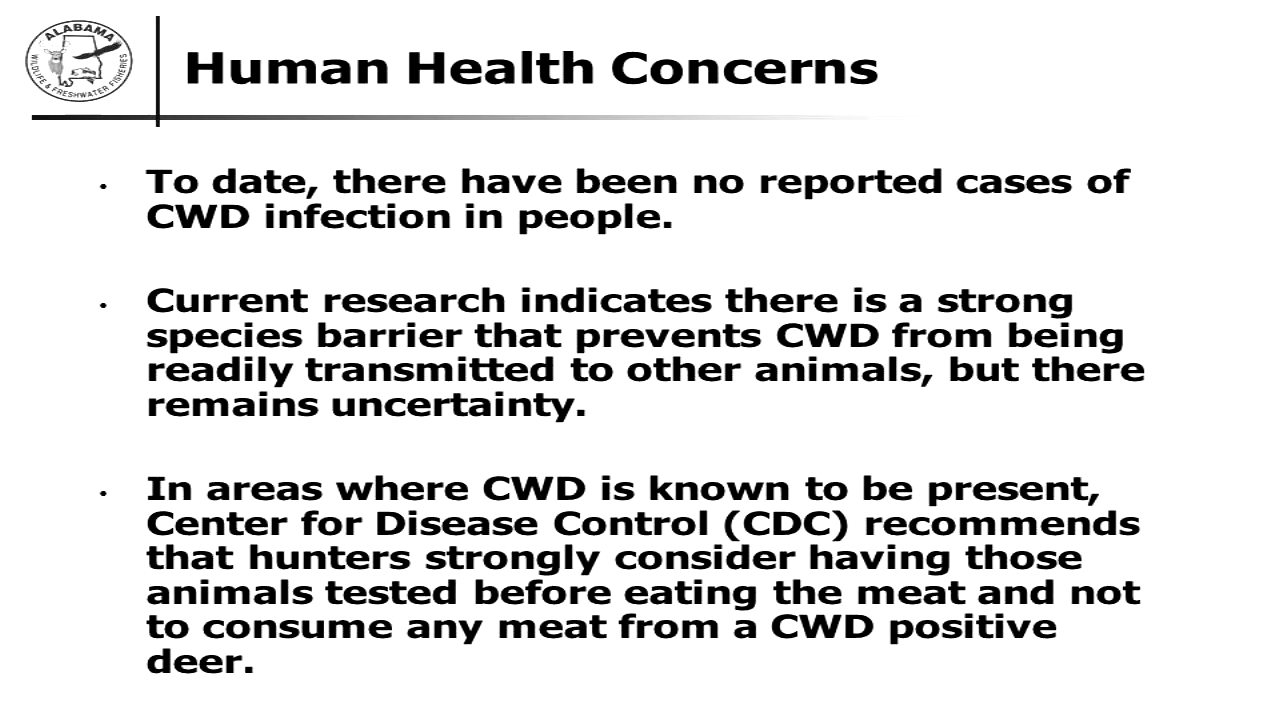 ALABAMA
WILDLIFE & FRESHWATER FISHERIES
Human Health Concerns
• To date, there have been no reported cases of
CWD infection in people.
• Current research indicates there is a strong
species barrier that prevents CWD from being
readily transmitted to other animals, but there
remains uncertainty.
• In areas where CWD is known to be present,
Center for Disease Control (CDC) recommends
that hunters strongly consider having those
animals tested before eating the meat and not
to consume any meat from a CWD positive
deer.